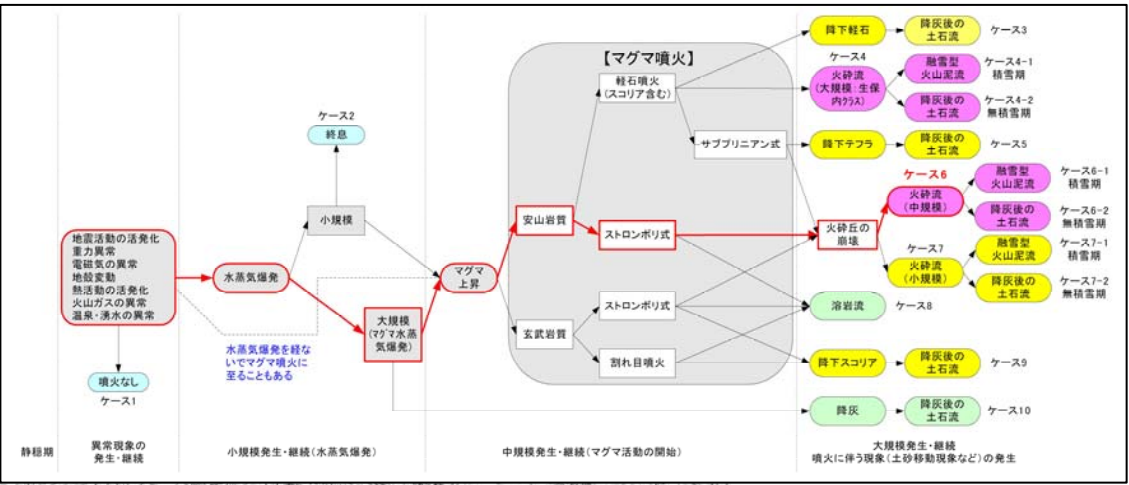 地震活動の活発化
重力異常
電磁気の異常
地殻変動
熱活動の活発化
火山ガスの異常
温泉・湧水の異常
噴火なし
ケース1
ケース2
終息
小規模
水蒸気爆発
大規模
(マグマ水蒸
気爆発)
水蒸気爆発を経な
いでマグマ噴火に
至ることもある
マグマ
上昇
【マグマ噴火】
軽石噴火
(スコリア含む)
サブプリニアン式
安山岩質
ストロンボリ式
玄武岩質
ストロンボリ式
割れ目噴火
降下軽石
降灰後の
土石流
ケース3
ケース4
火砕流
(大規模:生保
内クラス)
融雪型
火山泥流
ケース4-1
積雪期
降灰後の
土石流
ケース4-2
無積雪期
降下テフラ
降灰後の
土石流
ケース5
火砕丘の
崩壊
ケース6
火砕流
(中規模)
融雪型
火山泥流
ケース6-1
積雪期
降灰後の
土石流
ケース6-2
無積雪期
ケース7
火砕流
(小規模)
融雪型
火山泥流
ケース7-1
積雪期
降灰後の
土石流
ケース7-2
無積雪期
溶岩流
ケース8
降下スコリア
降灰後の
土石流
ケース9
降灰
降灰後の
土石流
ケース10
静穏期
異常現象の
発生・継続
小規模発生・継続(水蒸気爆発)
中規模発生・継続(マグマ活動の開始)
大規模発生・継続
噴火に伴う現象(土砂移動現象など)の発生